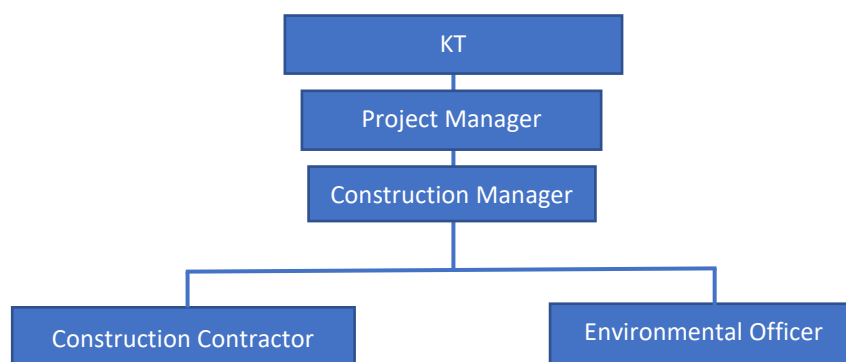 KT
Project Manager
Construction Manager
Construction Contractor
Environmental Officer